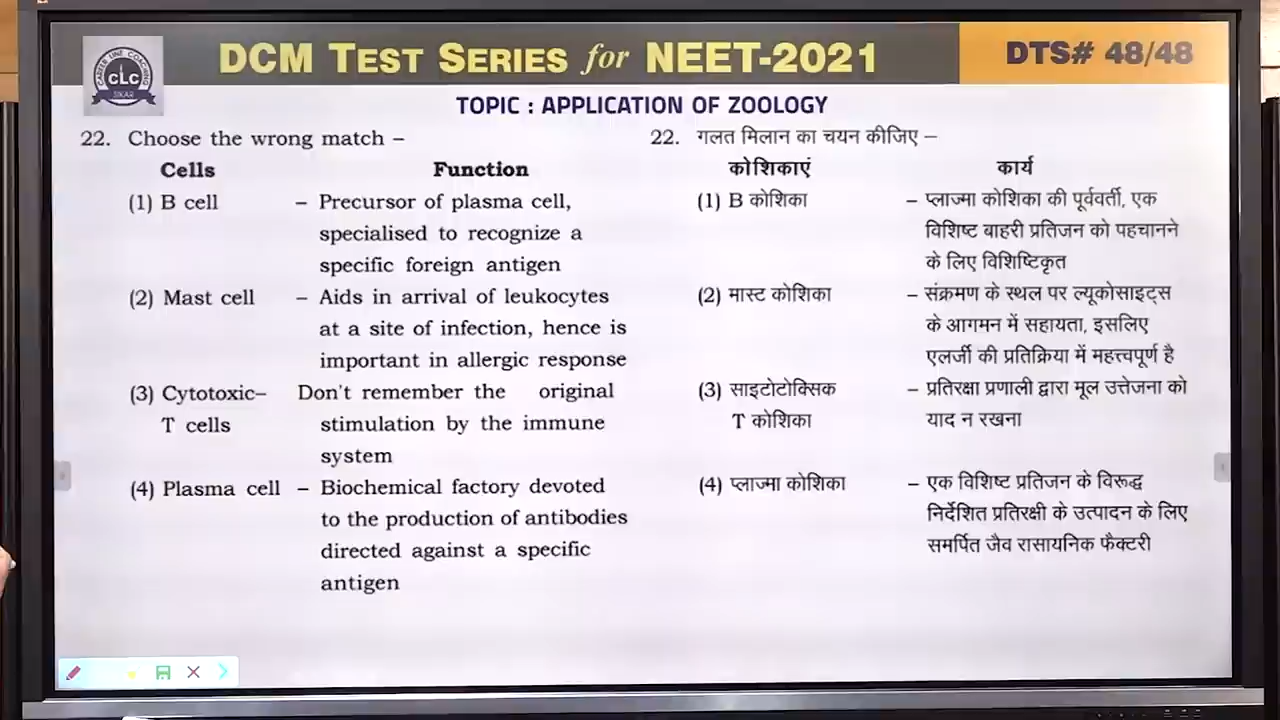 DCM TEST SERIES for NEET-2021
DTS# 48/48
CAREER LINE COACHING
CLC
SIKAR
TOPIC : APPLICATION OF ZOOLOGY
22. Choose the wrong match –
Cells Function
(1) B cell – Precursor of plasma cell,
specialised to recognize a
specific foreign antigen
(2) Mast cell – Aids in arrival of leukocytes
at a site of infection, hence is
important in allergic response
(3) Cytotoxic– Don't remember the original
T cells stimulation by the immune
system
(4) Plasma cell – Biochemical factory devoted
to the production of antibodies
directed against a specific
antigen
22. गलत मिलान का चयन कीजिए –
कोशिकाएं कार्य
(1) B कोशिका – प्लाज्मा कोशिका की पूर्ववर्ती, एक
विशिष्ट बाहरी प्रतिजन को पहचानने
के लिए विशिष्टिकृत
(2) मास्ट कोशिका – संक्रमण के स्थल पर ल्यूकोसाइट्स
के आगमन में सहायता, इसलिए
एलर्जी की प्रतिक्रिया में महत्त्वपूर्ण है
(3) साइटोटोक्सिक – प्रतिरक्षा प्रणाली द्वारा मूल उत्तेजना को
T कोशिका याद न रखना
(4) प्लाज्मा कोशिका – एक विशिष्ट प्रतिजन के विरूद्ध
निर्देशित प्रतिरक्षी के उत्पादन के लिए
समर्पित जैव रासायनिक फैक्टरी